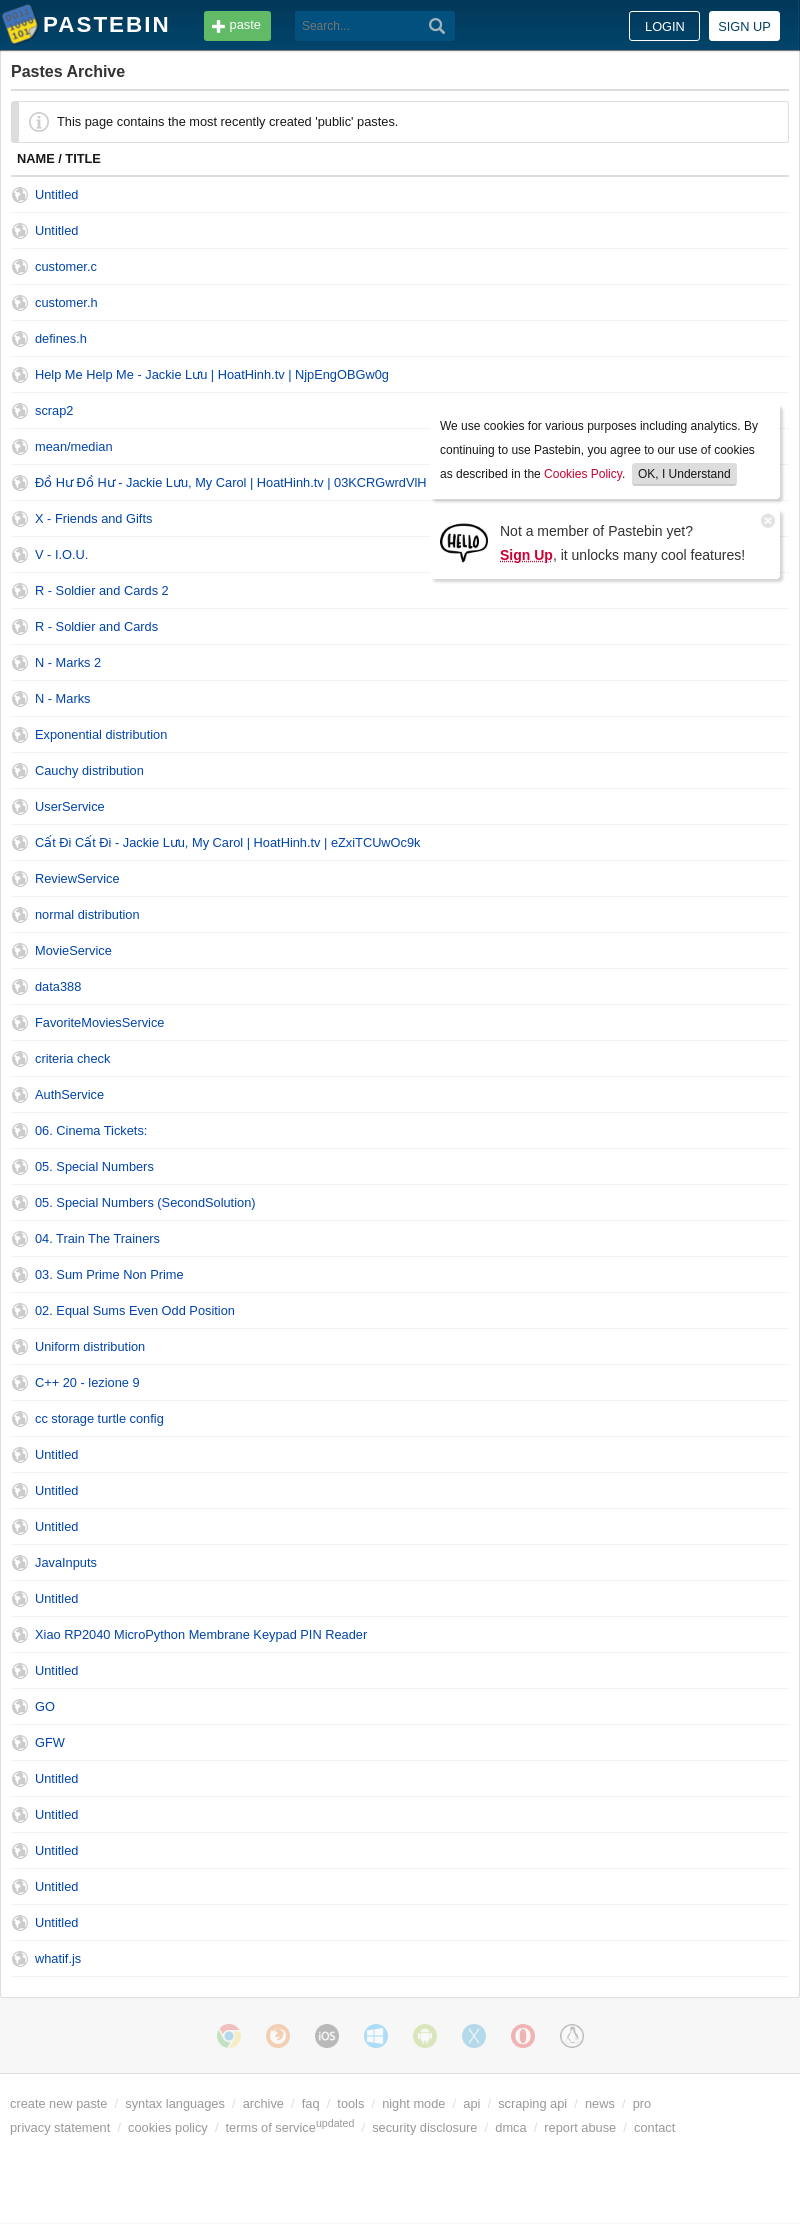 PASTEBIN
paste
Search...
LOGIN
SIGN UP
Pastes Archive
This page contains the most recently created 'public' pastes.
NAME / TITLE
Untitled
Untitled
customer.c
customer.h
defines.h
Help Me Help Me - Jackie Lưu | HoatHinh.tv | NjpEngOBGw0g
scrap2
mean/median
Đồ Hư Đồ Hư - Jackie Lưu, My Carol | HoatHinh.tv | 03KCRGwrdVlH
X - Friends and Gifts
V - I.O.U.
R - Soldier and Cards 2
R - Soldier and Cards
N - Marks 2
N - Marks
Exponential distribution
Cauchy distribution
UserService
Cất Đi Cất Đi - Jackie Lưu, My Carol | HoatHinh.tv | eZxiTCUwOc9k
ReviewService
normal distribution
MovieService
data388
FavoriteMoviesService
criteria check
AuthService
06. Cinema Tickets:
05. Special Numbers
05. Special Numbers (SecondSolution)
04. Train The Trainers
03. Sum Prime Non Prime
02. Equal Sums Even Odd Position
Uniform distribution
C++ 20 - lezione 9
cc storage turtle config
Untitled
Untitled
Untitled
JavaInputs
Untitled
Xiao RP2040 MicroPython Membrane Keypad PIN Reader
Untitled
GO
GFW
Untitled
Untitled
Untitled
Untitled
Untitled
whatif.js
We use cookies for various purposes including analytics. By
continuing to use Pastebin, you agree to our use of cookies
as described in the Cookies Policy. OK, I Understand
HELLO
Not a member of Pastebin yet?
Sign Up, it unlocks many cool features!
iOS
create new paste / syntax languages / archive / faq / tools / night mode / api / scraping api / news / pro
privacy statement / cookies policy / terms of service updated / security disclosure / dmca / report abuse / contact